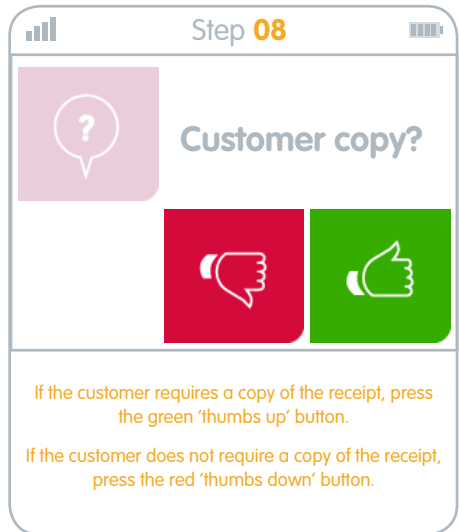 Step 08
?
Customer copy?
If the customer requires a copy of the receipt, press
the green ‘thumbs up’ button.
If the customer does not require a copy of the receipt,
press the red ‘thumbs down’ button.